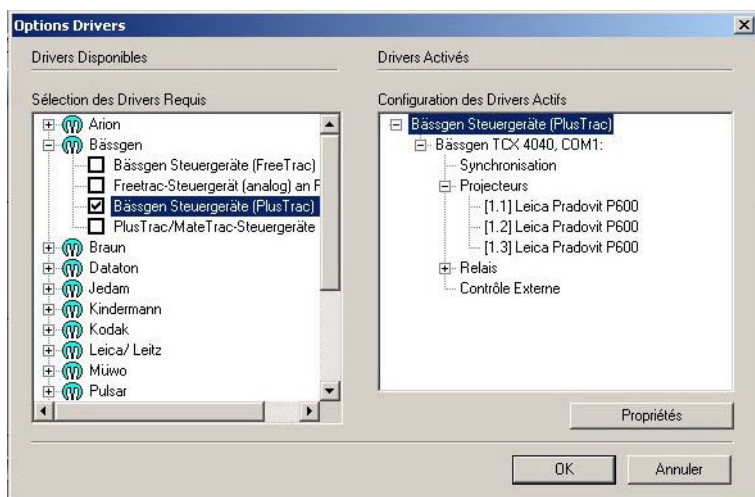 Options Drivers
Drivers Disponibles
Drivers Activés
Sélection des Drivers Requis
Arion
Bässgen
Bässgen Steuergeräte (FreeTrac)
Freetrac-Steuergerät (analog) an F
Bässgen Steuergeräte (PlusTrac)
PlusTrac/MateTrac-Steuergeräte
Braun
Dataton
Jedam
Kindermann
Kodak
Leica/ Leitz
Müwo
Pulsar
Configuration des Drivers Actifs
Bässgen Steuergeräte (PlusTrac)
Bässgen TCX 4040, COM1:
Synchronisation
Projecteurs
[1.1] Leica Pradovit P600
[1.2] Leica Pradovit P600
[1.3] Leica Pradovit P600
Relais
Contrôle Externe
Propriétés
OK
Annuler